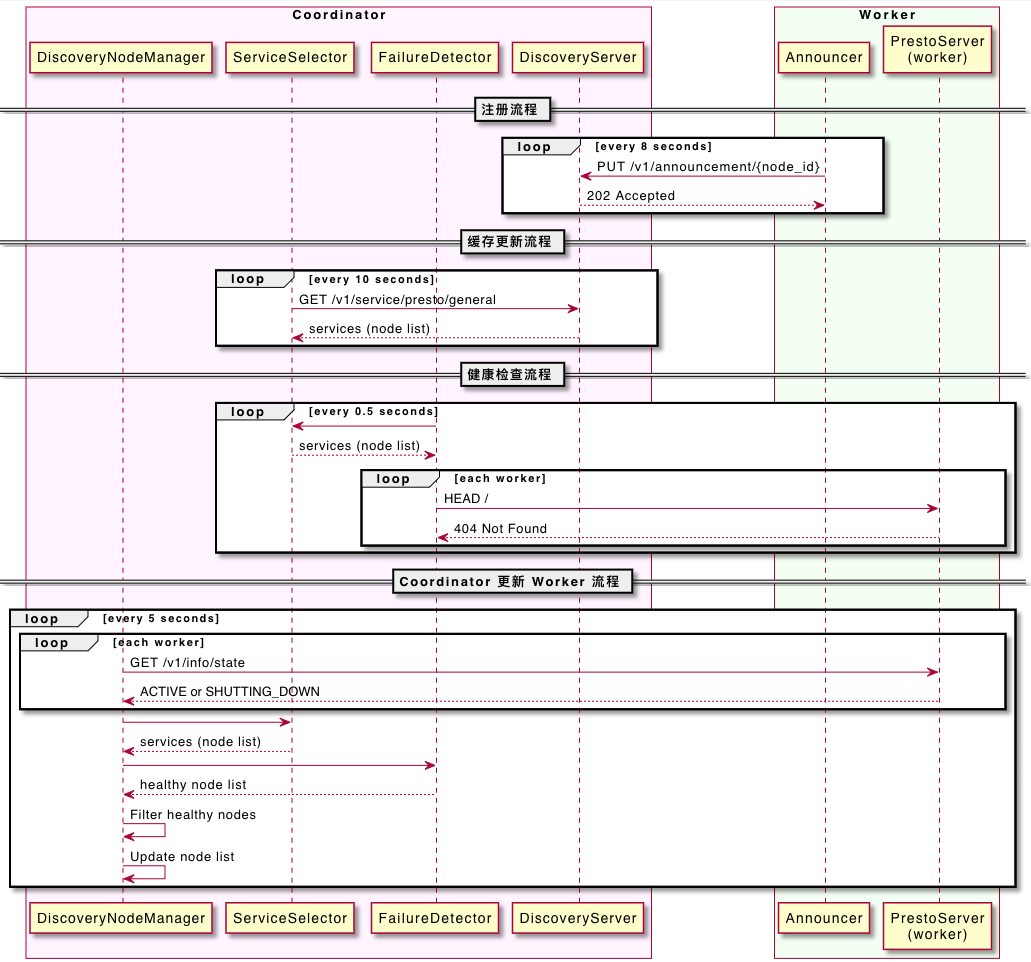 Coordinator
Worker
DiscoveryNodeManager
ServiceSelector
FailureDetector
DiscoveryServer
Announcer
PrestoServer
(worker)
注册流程
loop
[every 8 seconds]
PUT /v1/announcement/{node_id}
202 Accepted
缓存更新流程
loop
[every 10 seconds]
GET /v1/service/presto/general
services (node list)
健康检查流程
loop
[every 0.5 seconds]
services (node list)
loop
[each worker]
HEAD /
404 Not Found
Coordinator 更新 Worker 流程
loop
[every 5 seconds]
loop
[each worker]
GET /v1/info/state
ACTIVE or SHUTTING_DOWN
services (node list)
healthy node list
Filter healthy nodes
Update node list
DiscoveryNodeManager
ServiceSelector
FailureDetector
DiscoveryServer
Announcer
PrestoServer
(worker)